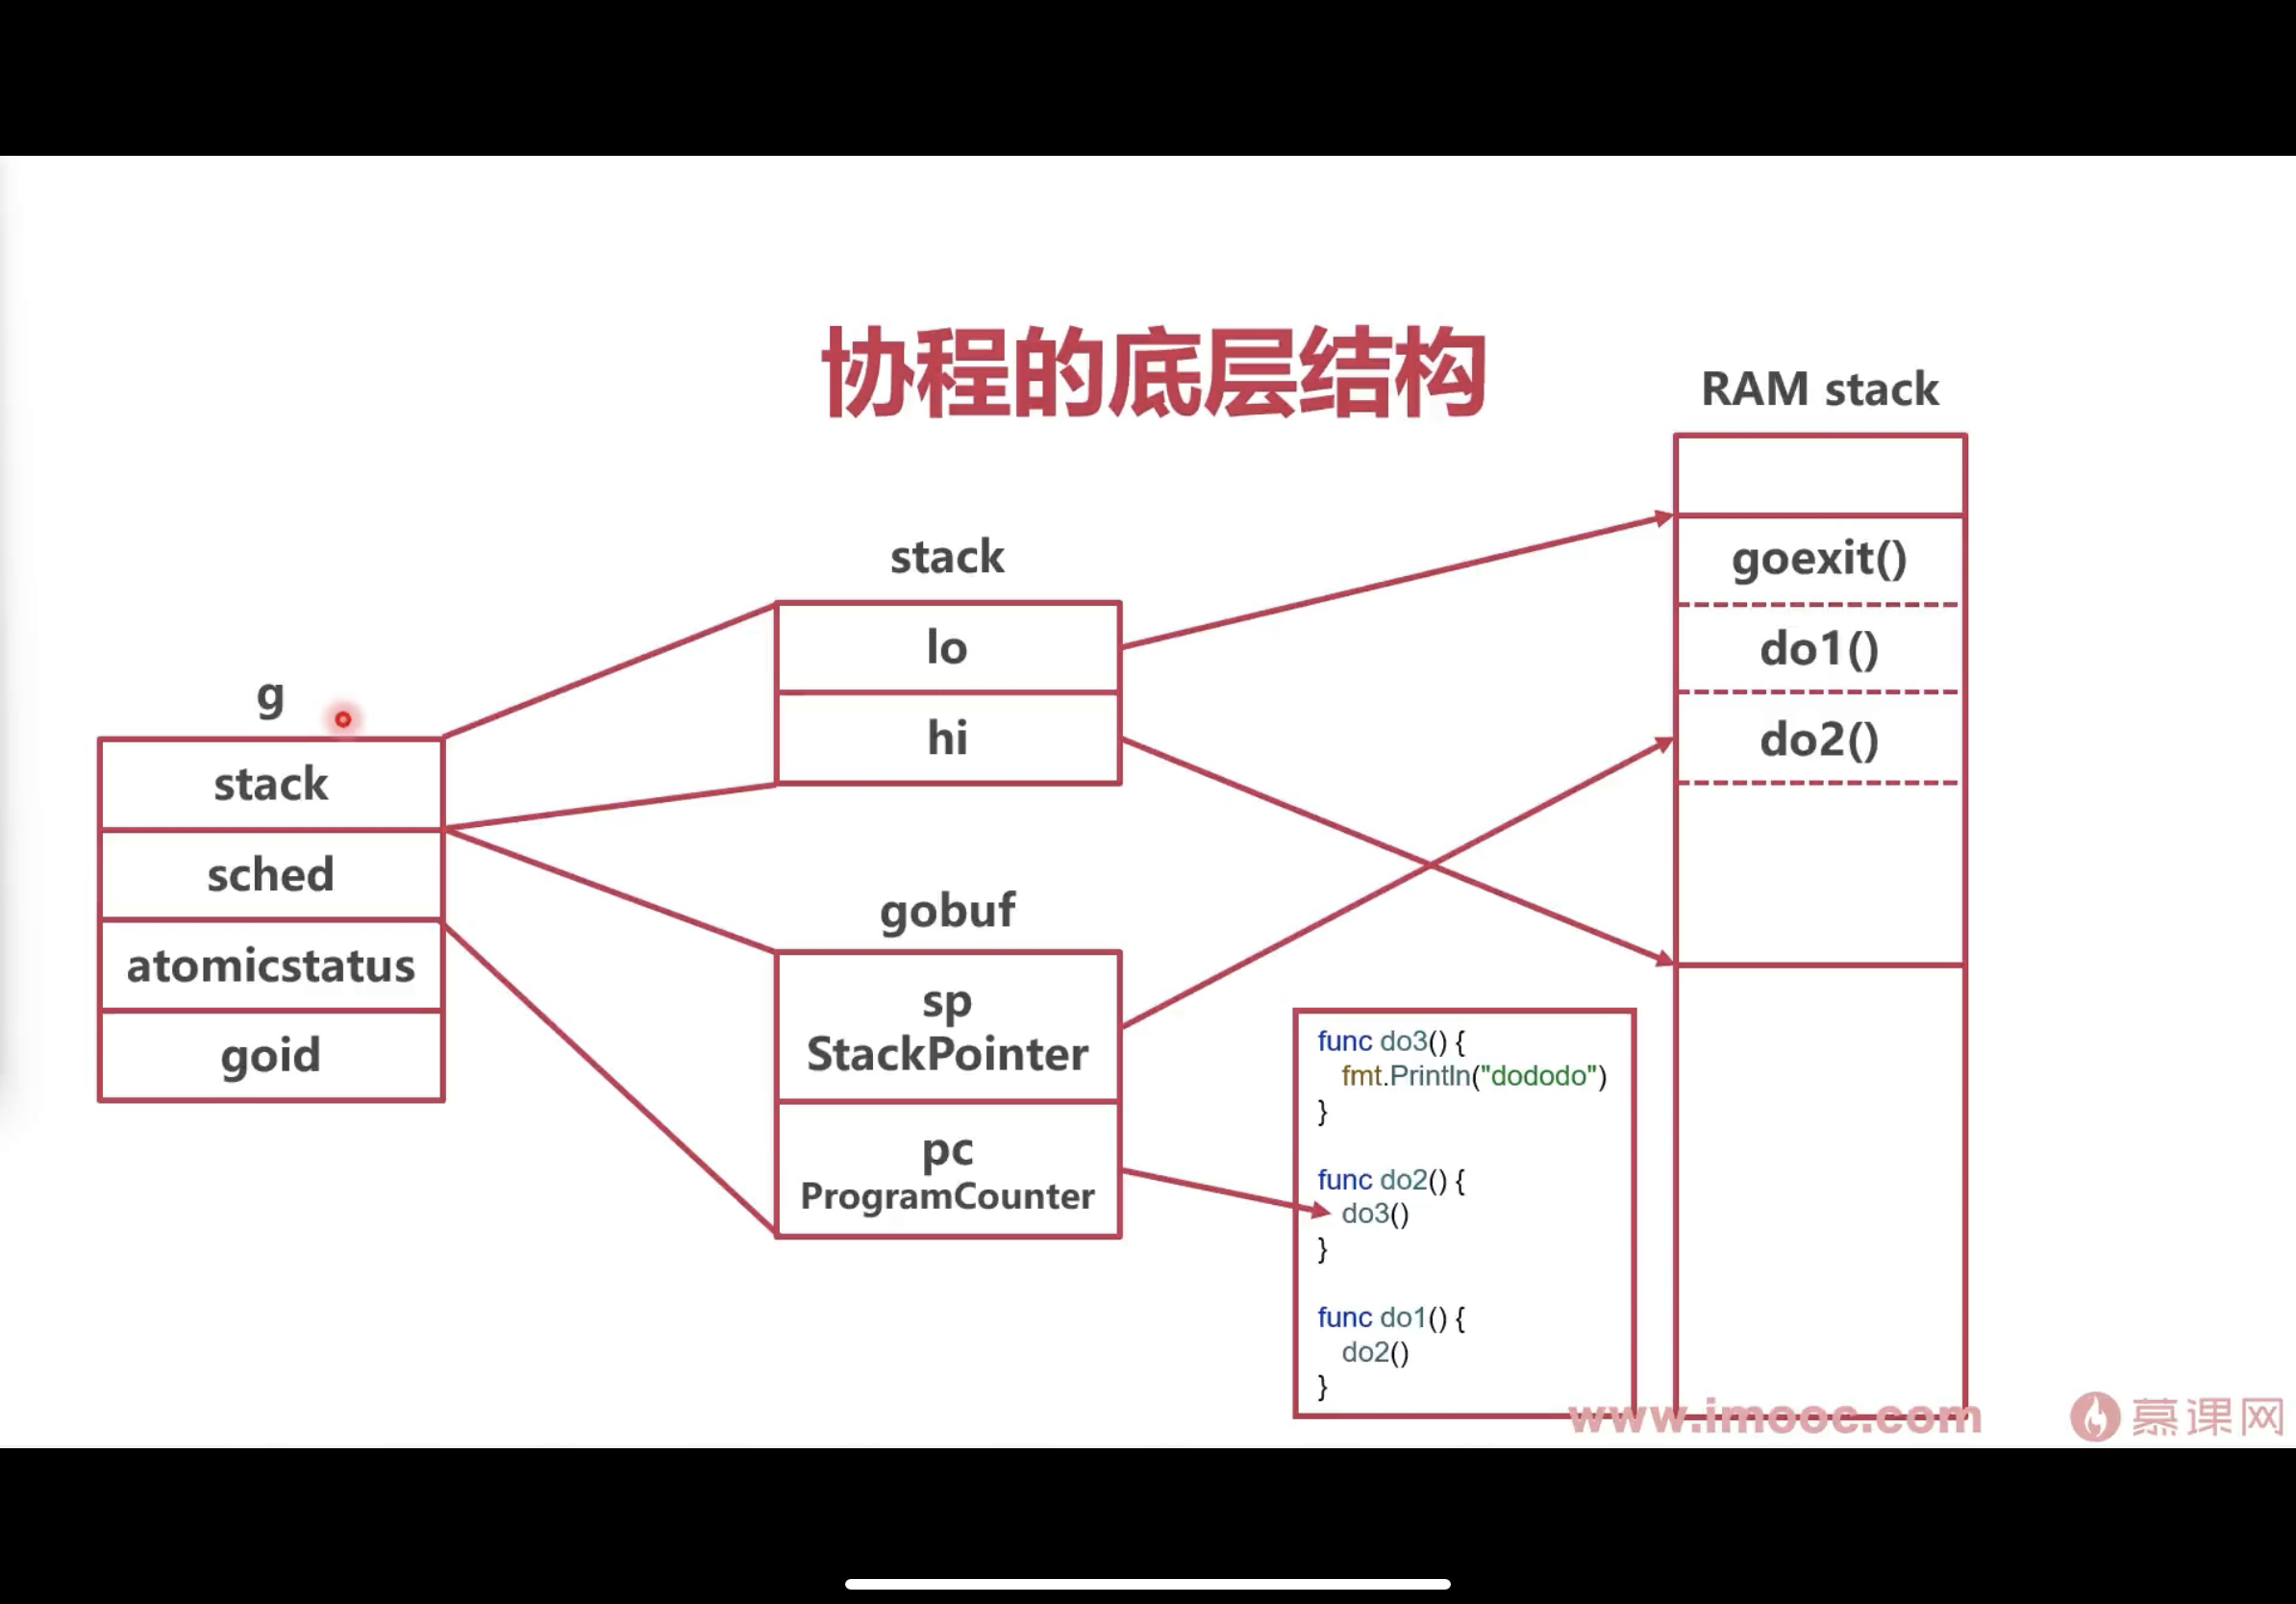 协程的底层结构
g
stack
sched
atomicstatus
goid
stack
lo
hi
gobuf
sp
StackPointer
pc
ProgramCounter
func do3() {
fmt.Println("dododo")
}
func do2() {
do3()
}
func do1() {
do2()
}
RAM stack
goexit()
do1()
do2()
www.imooc.com
慕课网